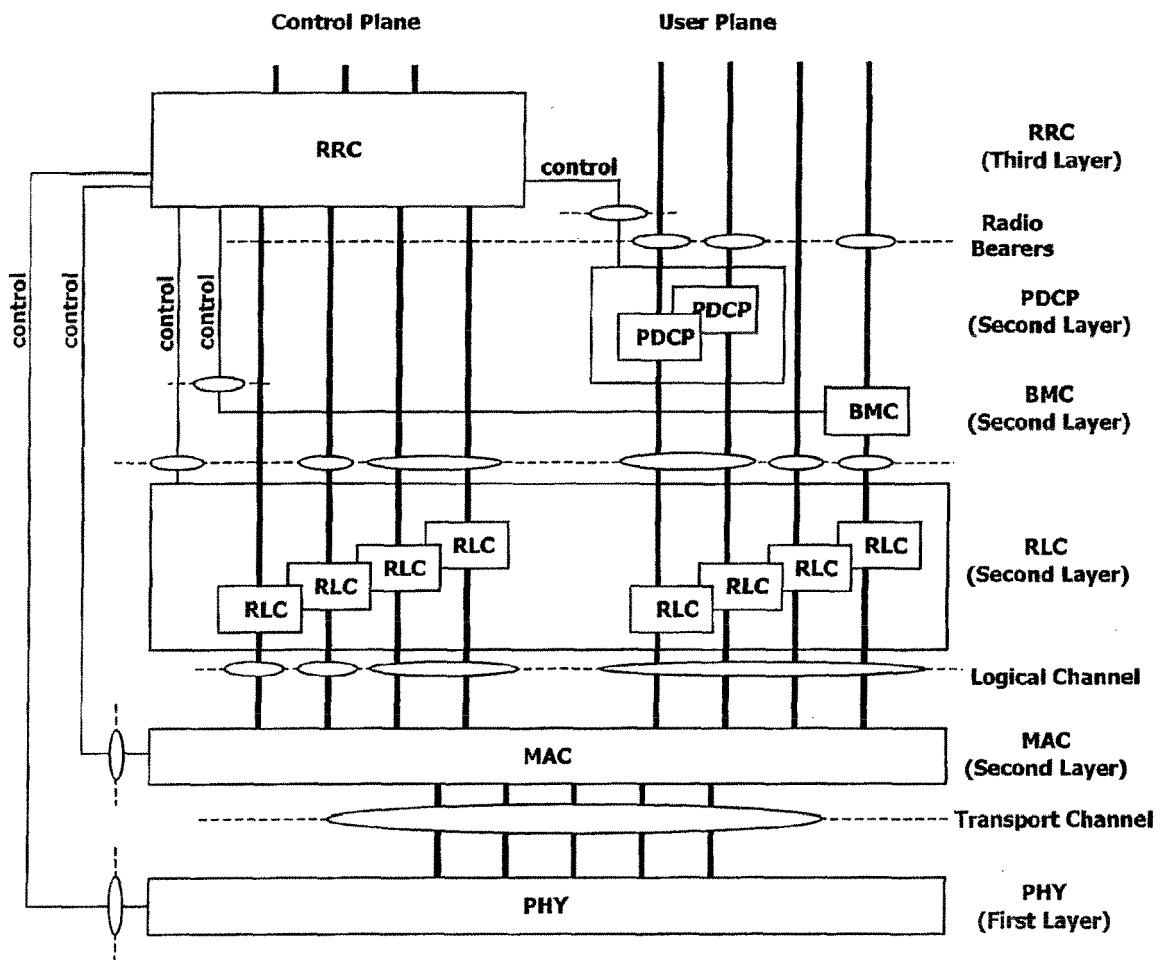 Control Plane
User Plane
RRC
control
RRC
(Third Layer)
Radio
Bearers
control
control
control
control
PDCP
PDCP
PDCP
(Second Layer)
BMC
BMC
(Second Layer)
RLC
RLC
RLC
RLC
RLC
RLC
RLC
RLC
RLC
(Second Layer)
Logical Channel
MAC
MAC
(Second Layer)
Transport Channel
PHY
PHY
(First Layer)